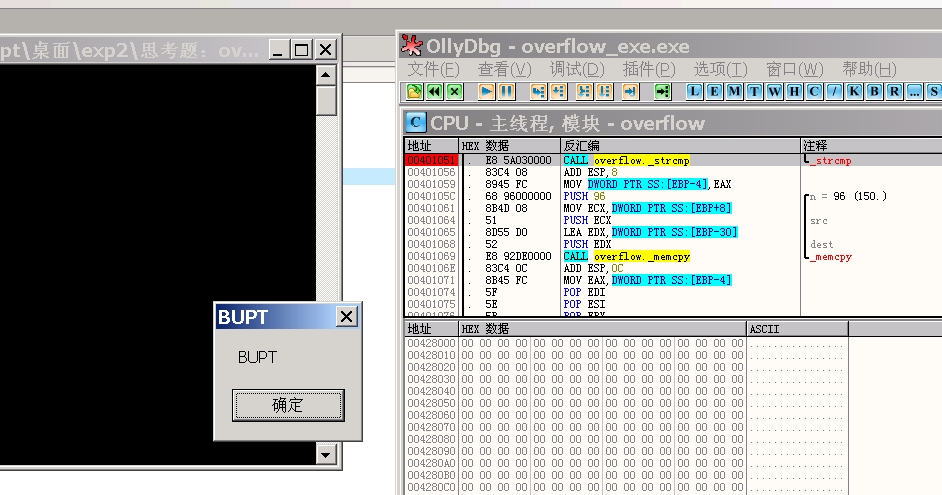 pt\桌面\exp2\思考题：ov...
OllyDbg - overflow_exe.exe
文件(F) 查看(V) 调试(D) 插件(P) 选项(T) 窗口(W) 帮助(H)
L E M T W H C / K B R ... S
C CPU - 主线程, 模块 - overflow
地址 HEX 数据 反汇编 注释
00401051 . E8 5A030000 CALL overflow._strcmp _strcmp
00401056 . 83C4 08 ADD ESP,8
00401059 . 8945 FC MOV DWORD PTR SS:[EBP-4],EAX
0040105C . 68 96000000 PUSH 96 n = 96 (150.)
00401061 . 8B4D 08 MOV ECX,DWORD PTR SS:[EBP+8]
00401064 . 51 PUSH ECX src
00401065 . 8D55 D0 LEA EDX,DWORD PTR SS:[EBP-30]
00401068 . 52 PUSH EDX dest
00401069 . E8 92DE0000 CALL overflow._memcpy _memcpy
0040106E . 83C4 0C ADD ESP,0C
00401071 . 8B45 FC MOV EAX,DWORD PTR SS:[EBP-4]
00401074 . 5F POP EDI
00401075 . 5E POP ESI
00401076 . 5B POP EBX
地址 HEX 数据 ASCII
00428000 00 00 00 00 00 00 00 00 00 00 00 00 00 00 00 00 ................
00428010 00 00 00 00 00 00 00 00 00 00 00 00 00 00 00 00 ................
00428020 00 00 00 00 00 00 00 00 00 00 00 00 00 00 00 00 ................
00428030 00 00 00 00 00 00 00 00 00 00 00 00 00 00 00 00 ................
00428040 00 00 00 00 00 00 00 00 00 00 00 00 00 00 00 00 ................
00428050 00 00 00 00 00 00 00 00 00 00 00 00 00 00 00 00 ................
00428060 00 00 00 00 00 00 00 00 00 00 00 00 00 00 00 00 ................
00428070 00 00 00 00 00 00 00 00 00 00 00 00 00 00 00 00 ................
00428080 00 00 00 00 00 00 00 00 00 00 00 00 00 00 00 00 ................
00428090 00 00 00 00 00 00 00 00 00 00 00 00 00 00 00 00 ................
004280A0 00 00 00 00 00 00 00 00 00 00 00 00 00 00 00 00 ................
004280B0 00 00 00 00 00 00 00 00 00 00 00 00 00 00 00 00 ................
004280C0 00 00 00 00 00 00 00 00 00 00 00 00 00 00 00 00 ................
BUPT
BUPT
确定